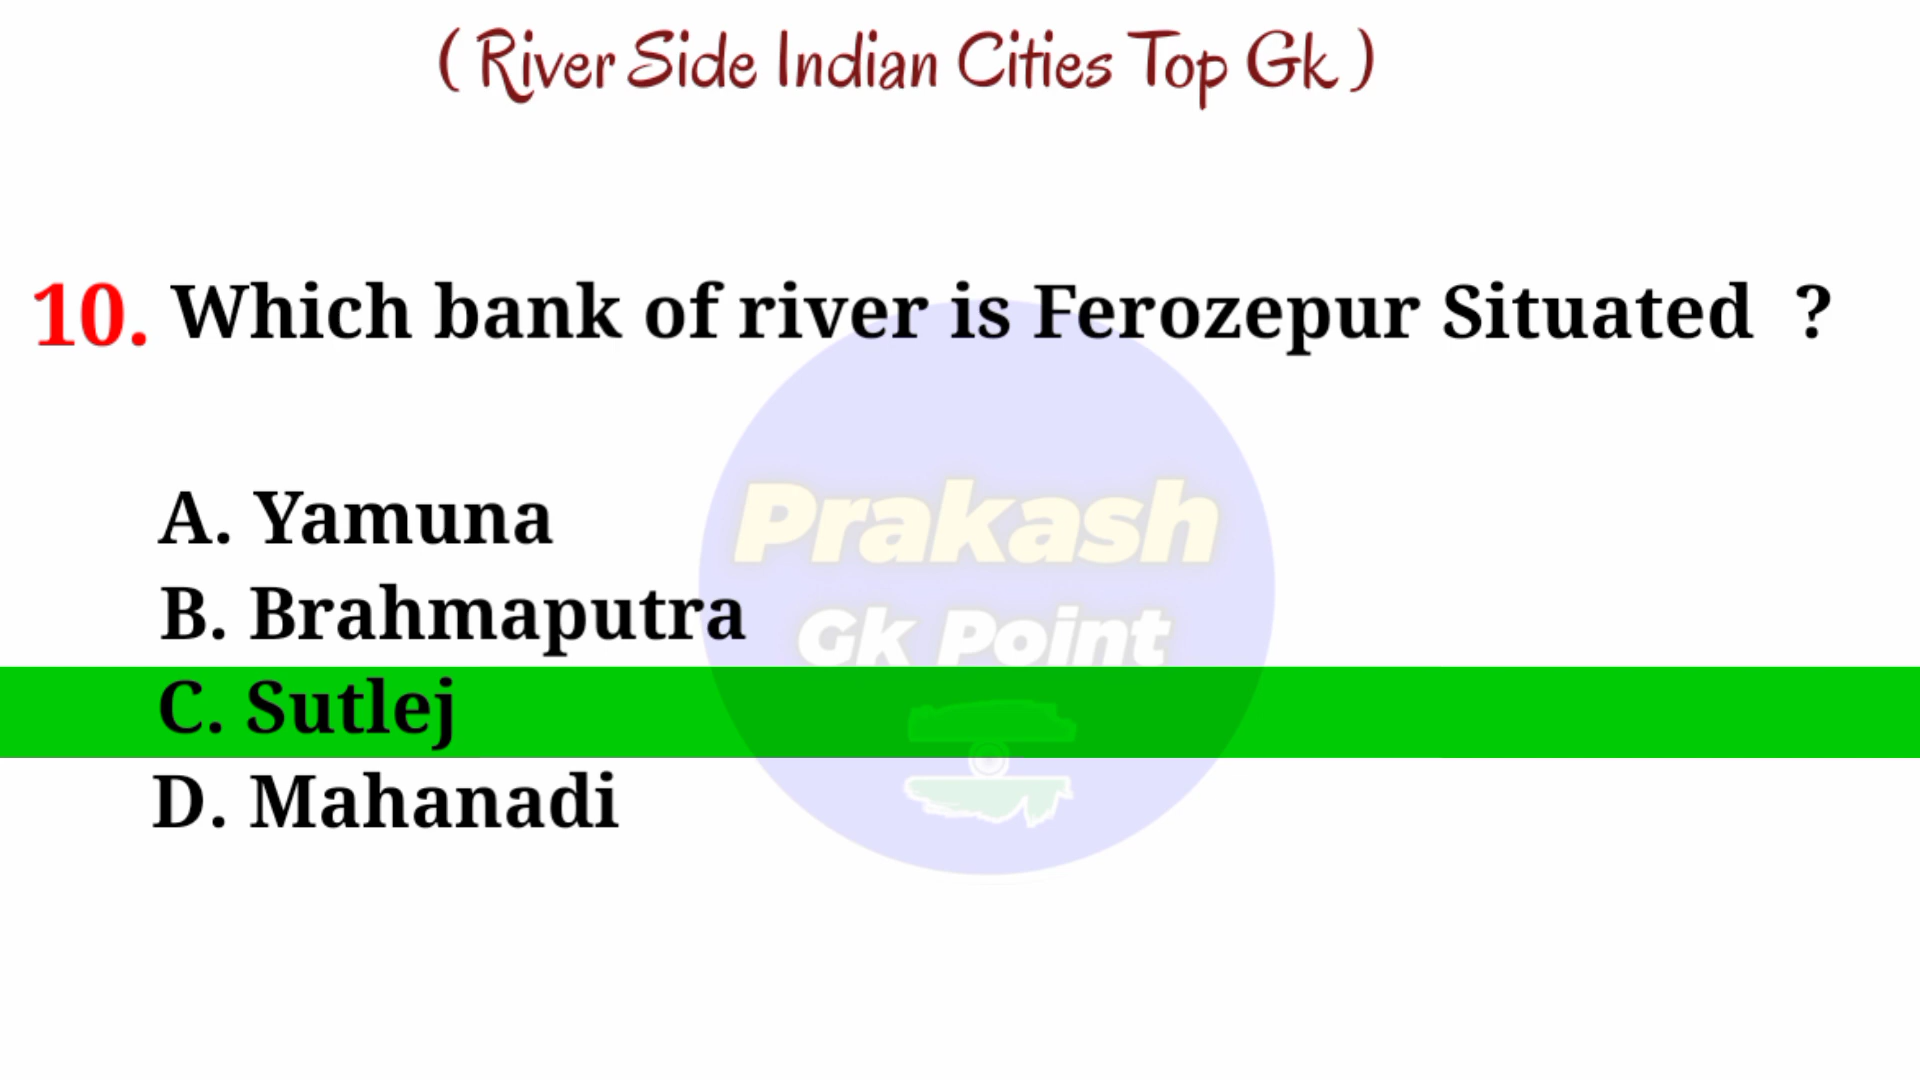 ( River Side Indian Cities Top Gk )
10. Which bank of river is Ferozepur Situated ?
A. Yamuna
B. Brahmaputra
C. Sutlej
D. Mahanadi
Prakash
Gk Point